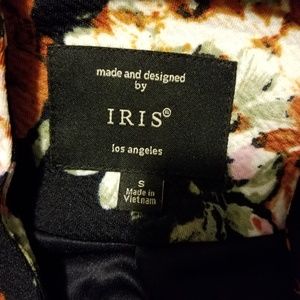 made and designed
by
IRIS®
los angeles
S
Made in
Vietnam